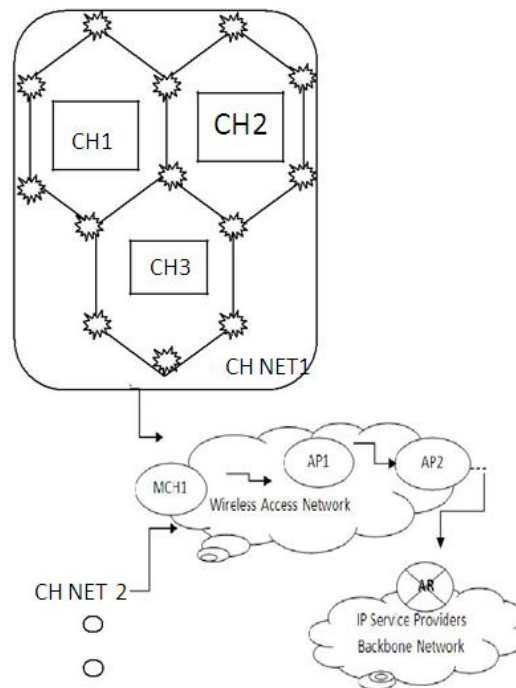 CH1
CH2
CH3
CH NET1
AP1
AP2
MCH1
Wireless Access Network
CH NET 2
AR
IP Service Providers
Backbone Network